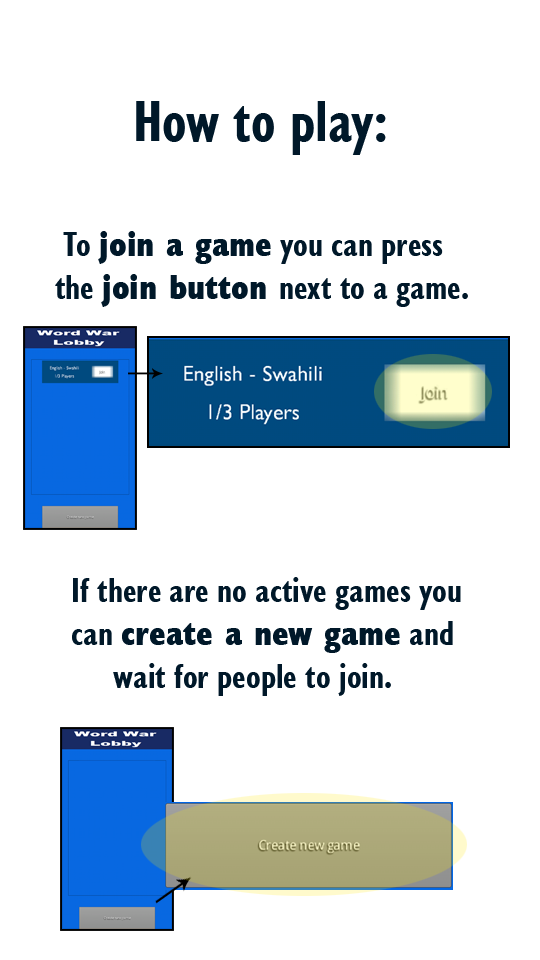 How to play:
To join a game you can press
the join button next to a game.
Word War
Lobby
English - Swahili
1/3 Players
Join
English - Swahili
1/3 Players
Join
If there are no active games you
can create a new game and
wait for people to join.
Word War
Lobby
Create new game